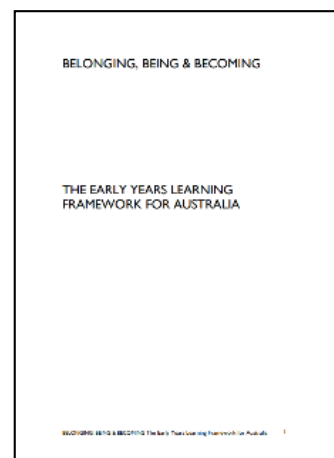 BELONGING, BEING & BECOMING
THE EARLY YEARS LEARNING
FRAMEWORK FOR AUSTRALIA
BELONGING, BEING & BECOMING The Early Years Learning Framework for Australia 1